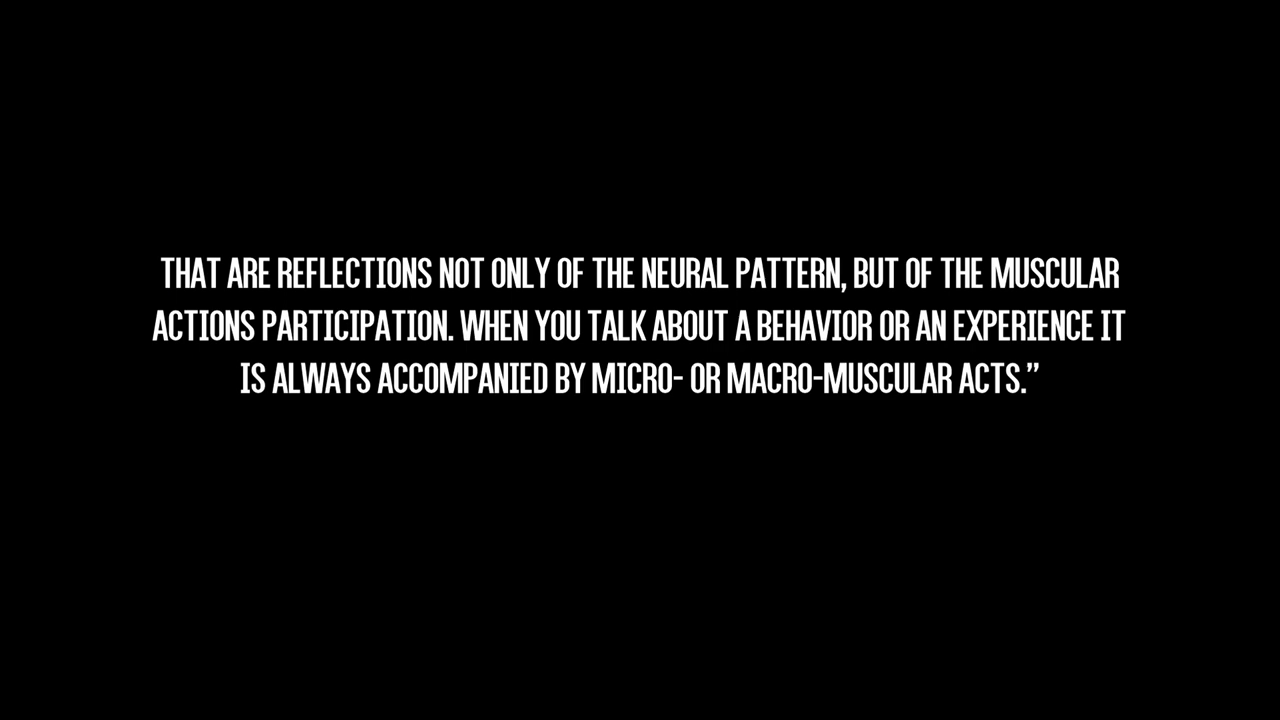 THAT ARE REFLECTIONS NOT ONLY OF THE NEURAL PATTERN, BUT OF THE MUSCULAR
ACTIONS PARTICIPATION. WHEN YOU TALK ABOUT A BEHAVIOR OR AN EXPERIENCE IT
IS ALWAYS ACCOMPANIED BY MICRO- OR MACRO-MUSCULAR ACTS.”